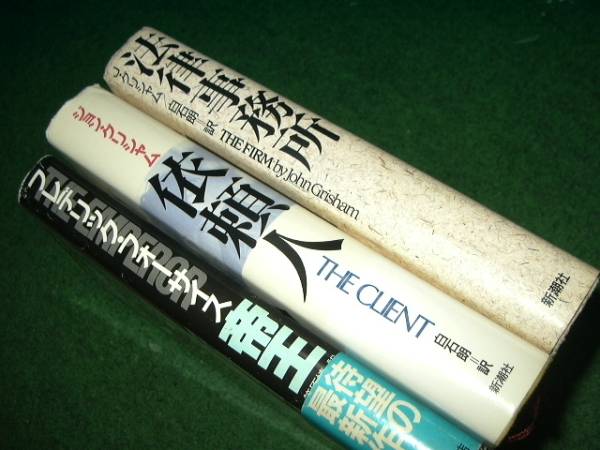 法律事務所
J・グリシャム/白石朗=訳
THE FIRM by John Grisham
新潮社
ジョン・グリシャム
依頼人
THE CLIENT
白石朗=訳
新潮社
フレデリック・フォーサイス
帝王
待望の
最新作